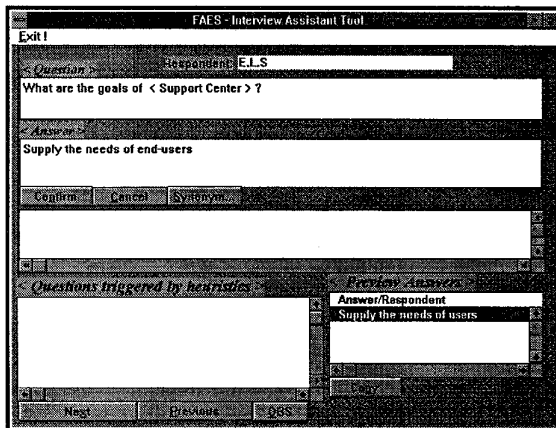 FAES - Interview Assistant Tool
Exit !
< Question >
Respondent: E.L.S
What are the goals of < Support Center > ?
< Answer >
Supply the needs of end-users
Confirm Cancel Synonym...
< Questions triggered by heuristics >
< Preview Answers >
Answer/Respondent
Supply the needs of users
Copy
Next Previous OBS